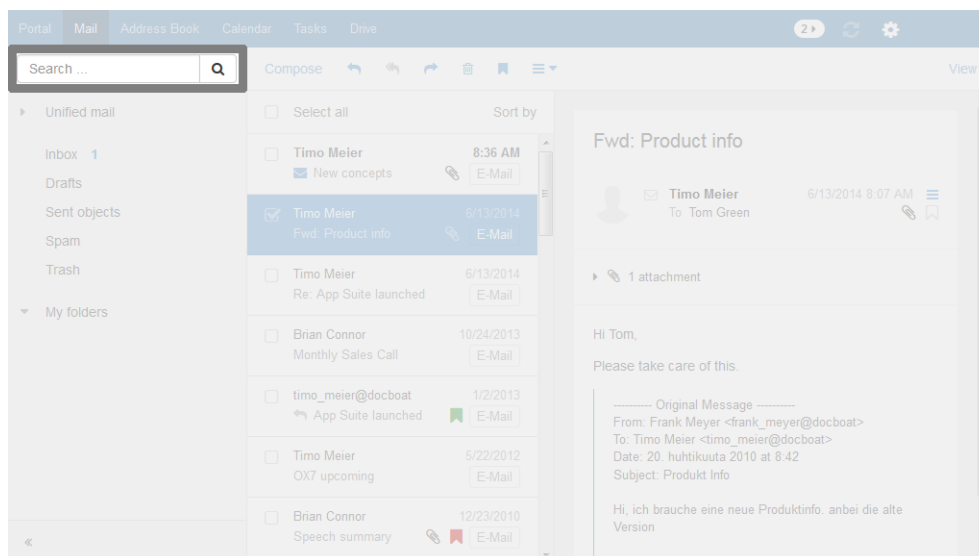 Portal Mail Address Book Calendar Tasks Drive 2
Search ...
Compose View
Unified mail
Inbox 1
Drafts
Sent objects
Spam
Trash
My folders
Select all Sort by
Timo Meier 8:36 AM
New concepts E-Mail
Timo Meier 6/13/2014
Fwd: Product info E-Mail
Timo Meier 6/13/2014
Re: App Suite launched E-Mail
Brian Connor 10/24/2013
Monthly Sales Call E-Mail
timo_meier@docboat 1/2/2013
App Suite launched E-Mail
Timo Meier 5/22/2012
OX7 upcoming E-Mail
Brian Connor 12/23/2010
Speech summary E-Mail
Fwd: Product info
Timo Meier 6/13/2014 8:07 AM
To Tom Green
1 attachment
Hi Tom,
Please take care of this.
---------- Original Message ----------
From: Frank Meyer <frank_meyer@docboat>
To: Timo Meier <timo_meier@docboat>
Date: 20. huhtikuuta 2010 at 8:42
Subject: Produkt Info
Hi, ich brauche eine neue Produktinfo. anbei die alte
Version